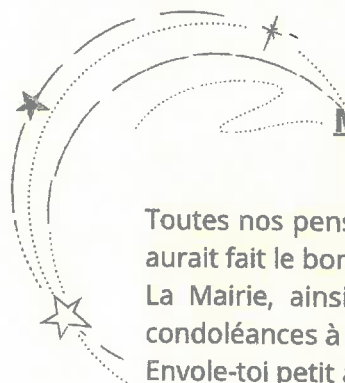 M
Toutes nos pens
aurait fait le bon
La Mairie, ainsi
condoléances à
Envole-toi petit a